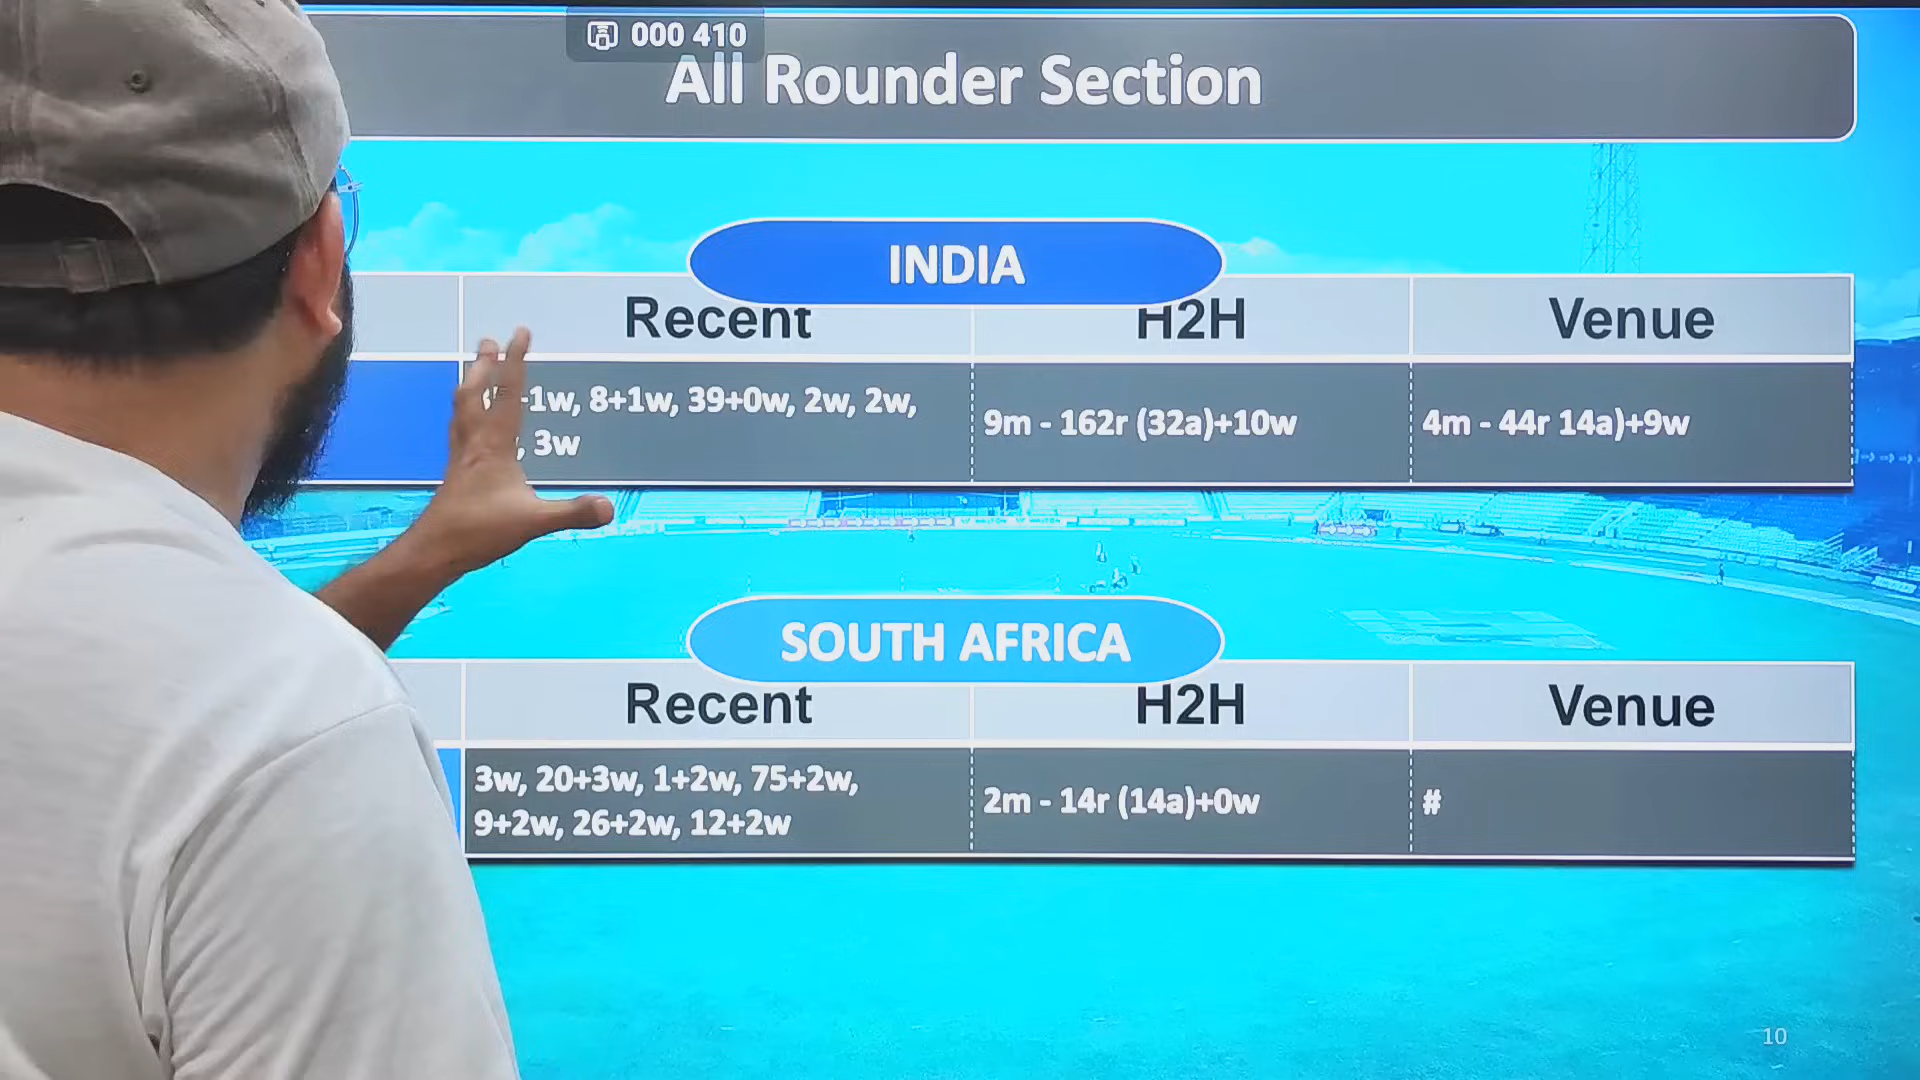 000 410
All Rounder Section
INDIA
Recent H2H Venue
-1w, 8+1w, 39+0w, 2w, 2w,
, 3w
9m - 162r (32a)+10w
4m - 44r 14a)+9w
SOUTH AFRICA
Recent H2H Venue
3w, 20+3w, 1+2w, 75+2w,
9+2w, 26+2w, 12+2w
2m - 14r (14a)+0w
#
10